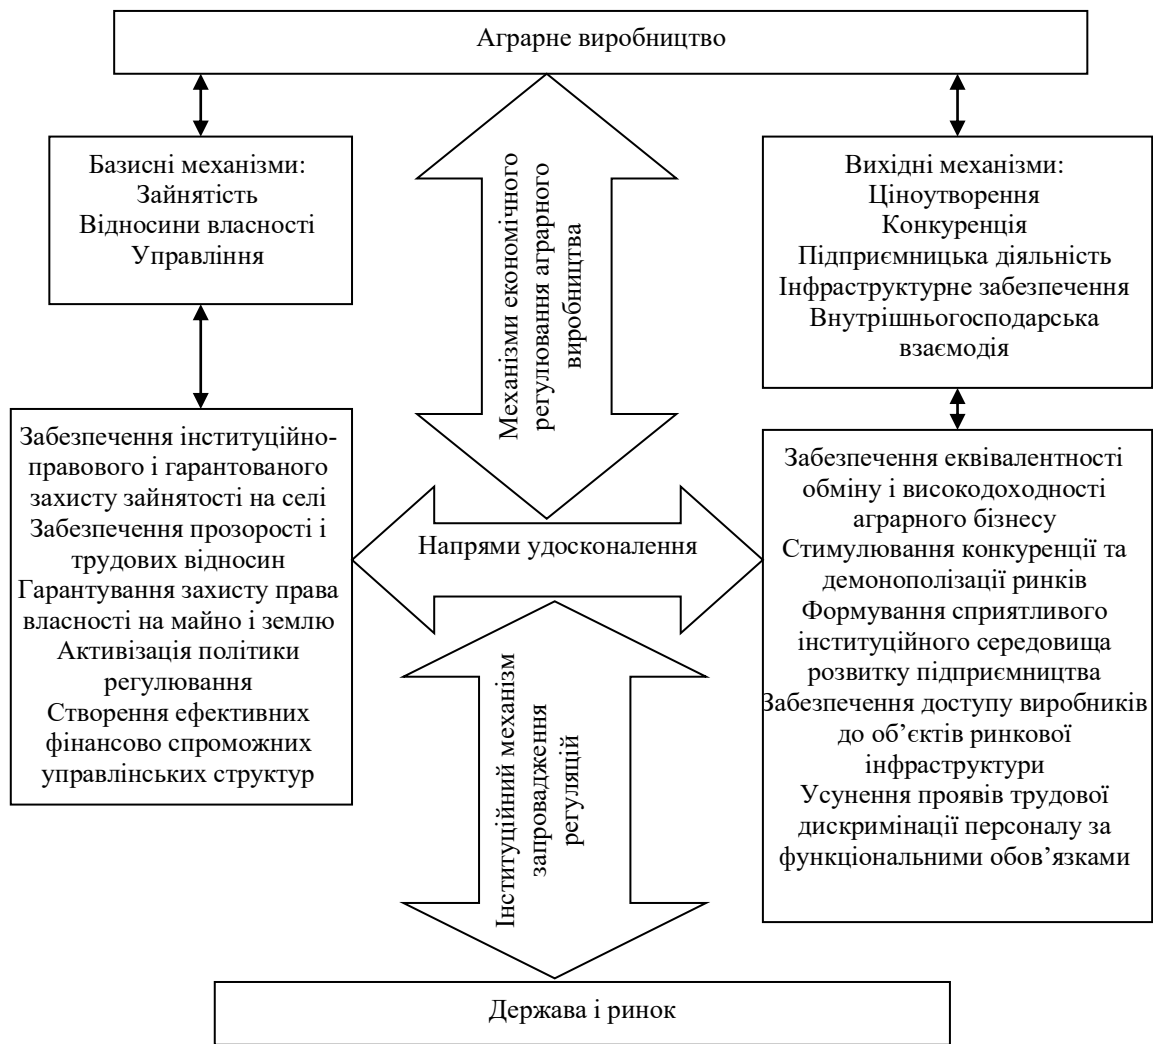 Аграрне виробництво
Базисні механізми:
Зайнятість
Відносини власності
Управління
Механізми економічного
регулювання аграрного
виробництва
Вихідні механізми:
Ціноутворення
Конкуренція
Підприємницька діяльність
Інфраструктурне забезпечення
Внутрішньогосподарська
взаємодія
Забезпечення інституційно-
правового і гарантованого
захисту зайнятості на селі
Забезпечення прозорості і
трудових відносин
Гарантування захисту права
власності на майно і землю
Активізація політики
регулювання
Створення ефективних
фінансово спроможних
управлінських структур
Напрями удосконалення
Забезпечення еквівалентності
обміну і високодоходності
аграрного бізнесу
Стимулювання конкуренції та
демонополізації ринків
Формування сприятливого
інституційного середовища
розвитку підприємництва
Забезпечення доступу виробників
до об’єктів ринкової
інфраструктури
Усунення проявів трудової
дискримінації персоналу за
функціональними обов’язками
Інституційний механізм
запровадження
регуляцій
Держава і ринок